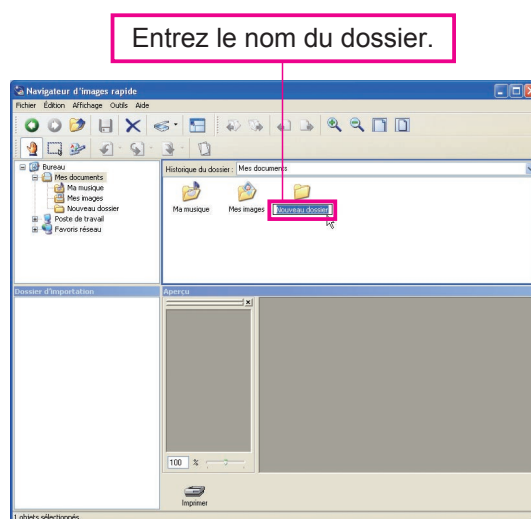 Entrez le nom du dossier.
Navigateur d'images rapide
Fichier Édition Affichage Outils Aide
Bureau
Mes documents
Ma musique
Mes images
Nouveau dossier
Poste de travail
Favoris réseau
Historique du dossier : Mes documents
Ma musique Mes images Nouveau dossier
Dossier d'importation
Aperçu
100 %
Imprimer
1 objets sélectionnés